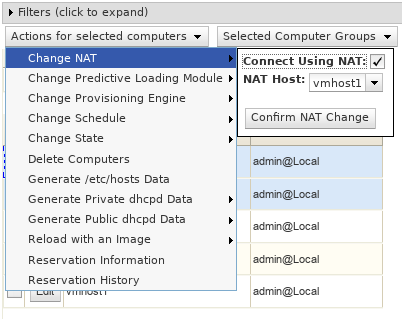 Filters (click to expand)
Actions for selected computers
Selected Computer Groups
Change NAT
Connect Using NAT:
Change Predictive Loading Module
NAT Host: vmhost1
Change Provisioning Engine
Change Schedule
Confirm NAT Change
Change State
Delete Computers
admin@Local
Generate /etc/hosts Data
Generate Private dhcpd Data
admin@Local
Generate Public dhcpd Data
admin@Local
Reload with an Image
Reservation Information
admin@Local
Reservation History
Edit vmhost1 admin@Local